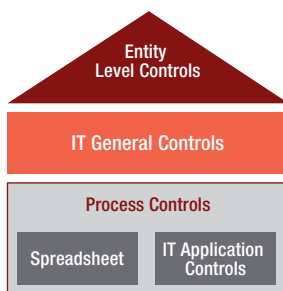 Entity
Level Controls
IT General Controls
Process Controls
Spreadsheet
IT Application
Controls